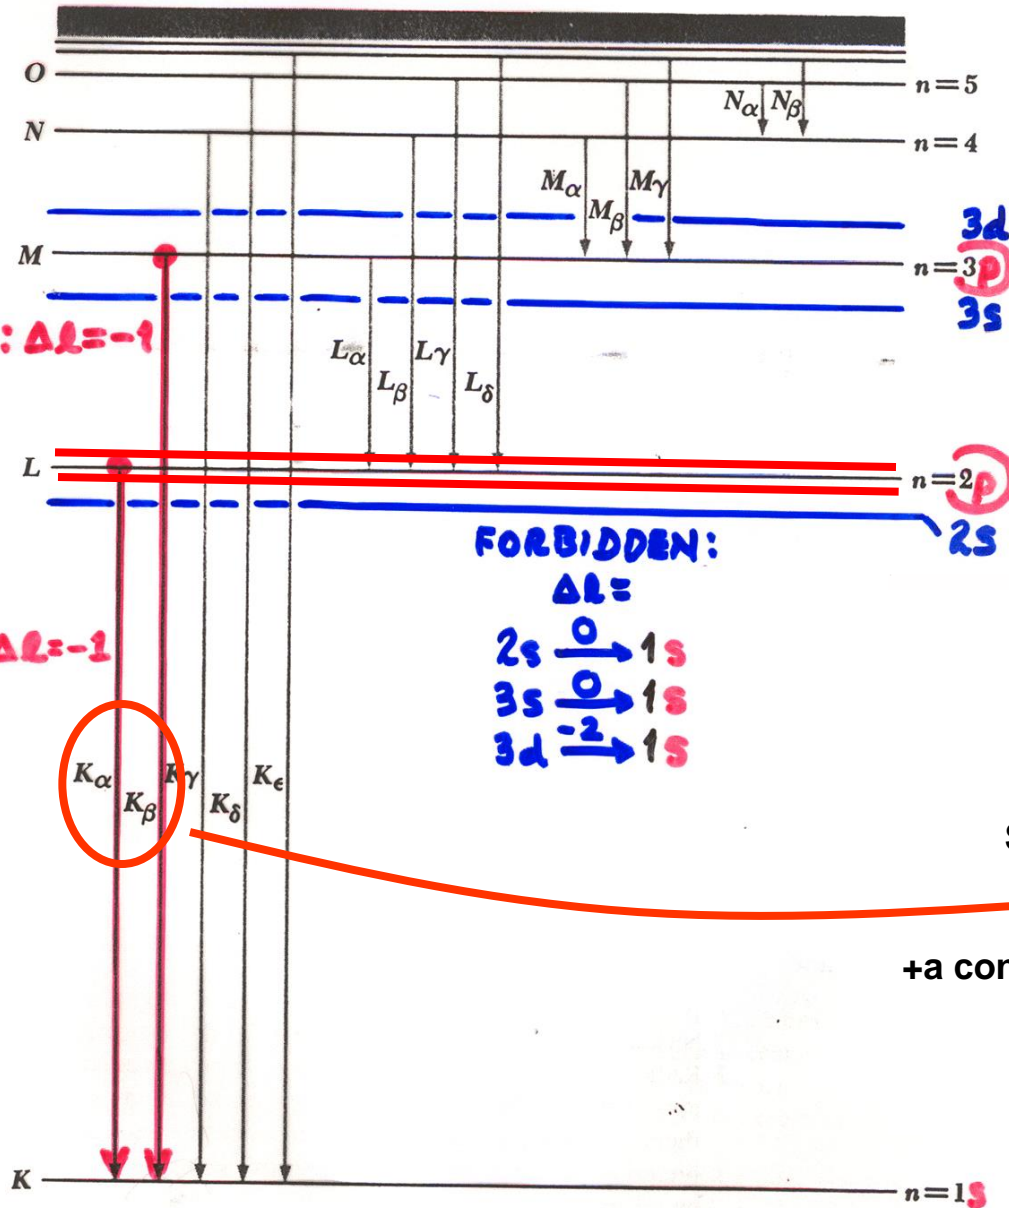 O
n=5
Nα Nβ
N
n=4
Mα Mγ
Mβ
3d
M
n=3p
3s
: Δl=-1
Lα Lγ
Lβ Lδ
L
n=2p
2s
FORBIDDEN:
Δl=
2s 0→ 1s
3s 0→ 1s
3d -2→ 1s
Δl=-1
Kα Kγ Kϵ
Kβ Kδ
+a con
K
n=1s